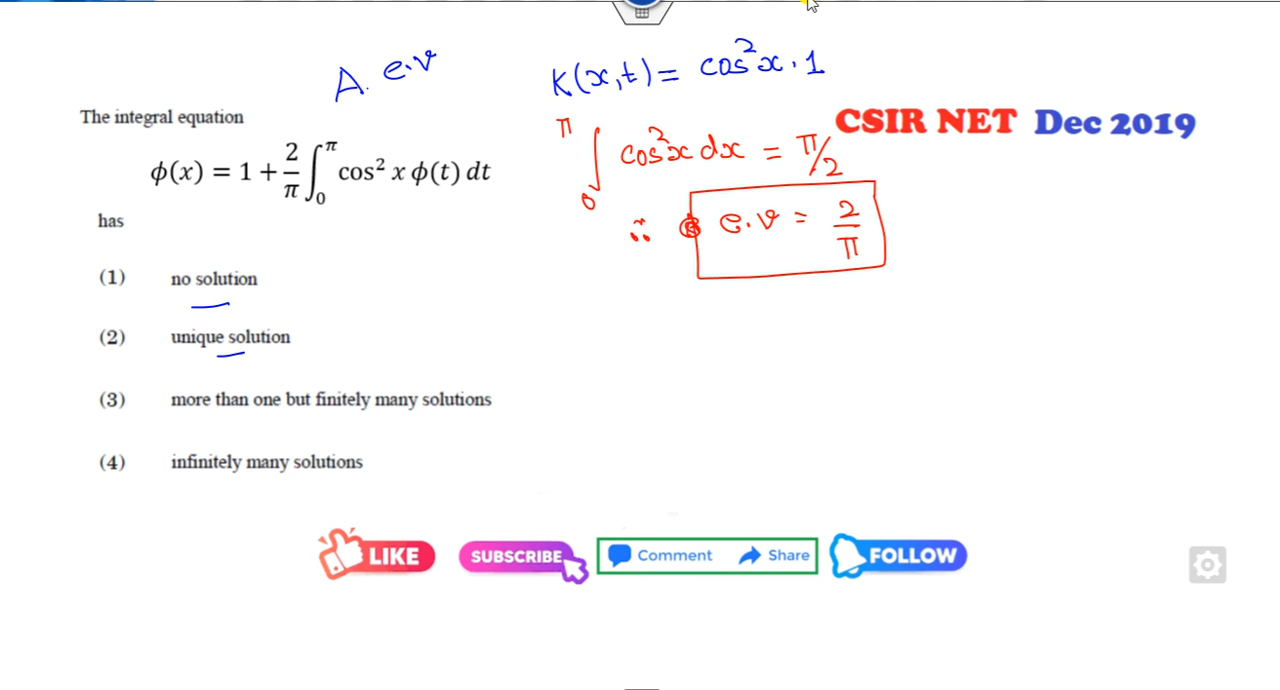 A. e.v
K(x,t) = cos²x . 1
The integral equation
CSIR NET Dec 2019
ϕ(x) = 1 + 2/π ∫₀^π cos² x ϕ(t) dt
∫₀^π cos²x dx = π/2
has
∴ e.v = 2/π
(1) no solution
(2) unique solution
(3) more than one but finitely many solutions
(4) infinitely many solutions
LIKE
SUBSCRIBE
Comment
Share
FOLLOW